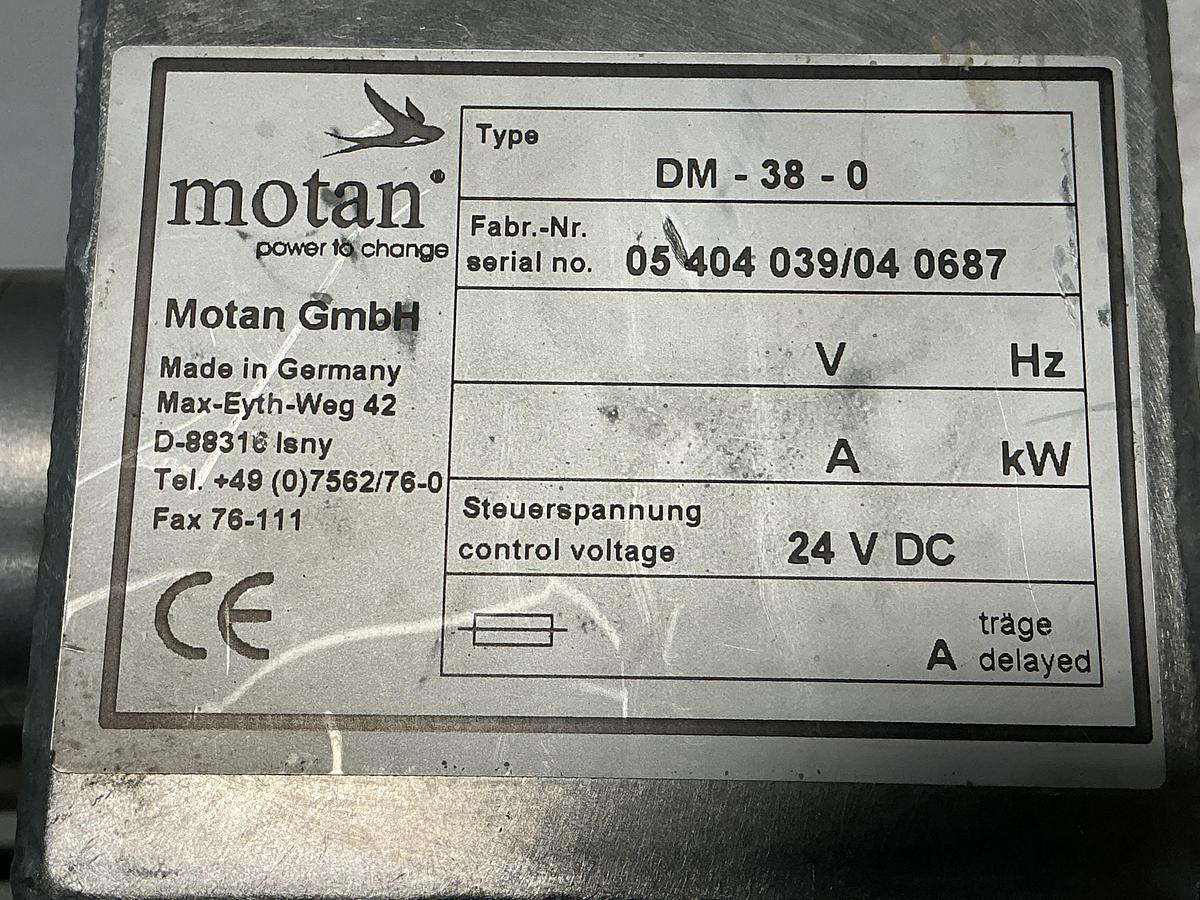 motan®
power to change
Motan GmbH
Made in Germany
Max-Eyth-Weg 42
D-88316 Isny
Tel. +49 (0)7562/76-0
Fax 76-111
CE
Type
DM - 38 - 0
Fabr.-Nr.
serial no. 05 404 039/04 0687
V Hz
A kW
Steuerspannung
control voltage 24 V DC
träge
A delayed